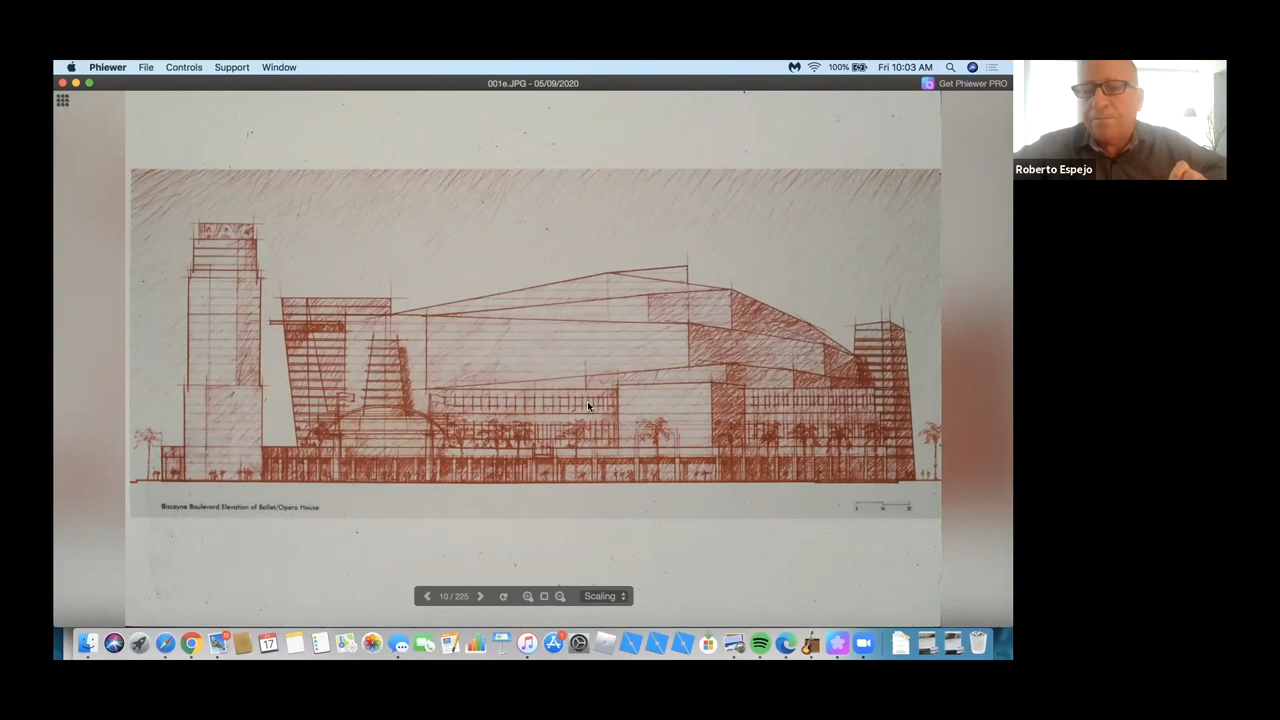 Phiewer File Controls Support Window 100% Fri 10:03 AM
001e.JPG - 05/09/2020 Get Phiewer PRO
Roberto Espejo
Biscayne Boulevard Elevation of Ballet/Opera House
10 / 225 Scaling
17